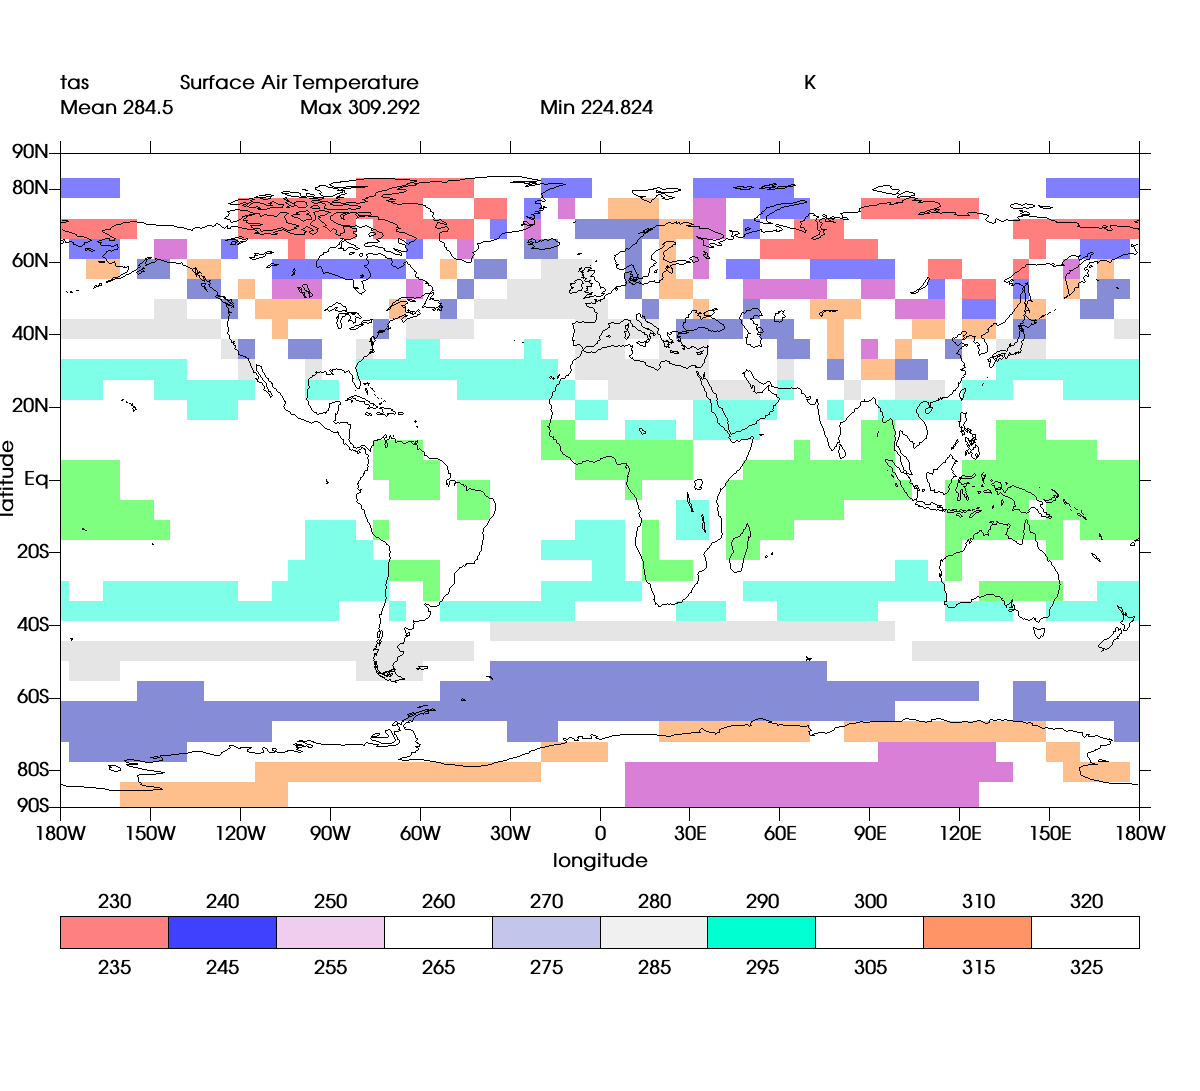 tas Surface Air Temperature K
Mean 284.5 Max 309.292 Min 224.824
90N
80N
60N
40N
20N
Eq
20S
40S
60S
80S
90S
latitude
180W 150W 120W 90W 60W 30W 0 30E 60E 90E 120E 150E 180W
longitude
230 240 250 260 270 280 290 300 310 320
235 245 255 265 275 285 295 305 315 325